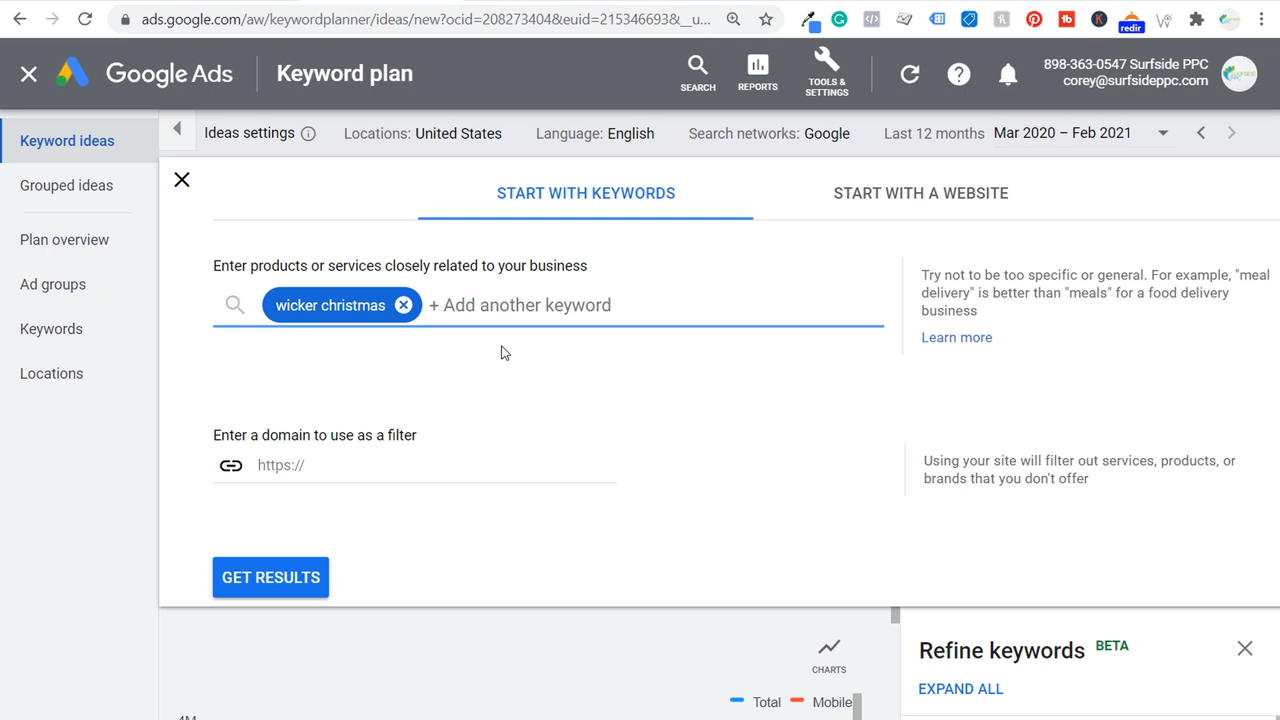 ads.google.com/aw/keywordplanner/ideas/new?ocid=208273404&euid=215346693&__u...
redir
Google Ads
Keyword plan
SEARCH
REPORTS
TOOLS &
SETTINGS
898-363-0547 Surfside PPC
corey@surfsideppc.com
Keyword ideas
Grouped ideas
Plan overview
Ad groups
Keywords
Locations
Ideas settings
Locations: United States
Language: English
Search networks: Google
Last 12 months Mar 2020 – Feb 2021
START WITH KEYWORDS
START WITH A WEBSITE
Enter products or services closely related to your business
wicker christmas
+ Add another keyword
Try not to be too specific or general. For example, "meal
delivery" is better than "meals" for a food delivery
business
Learn more
Enter a domain to use as a filter
https://
Using your site will filter out services, products, or
brands that you don't offer
GET RESULTS
CHARTS
Total
Mobile
4M
Refine keywords BETA
EXPAND ALL